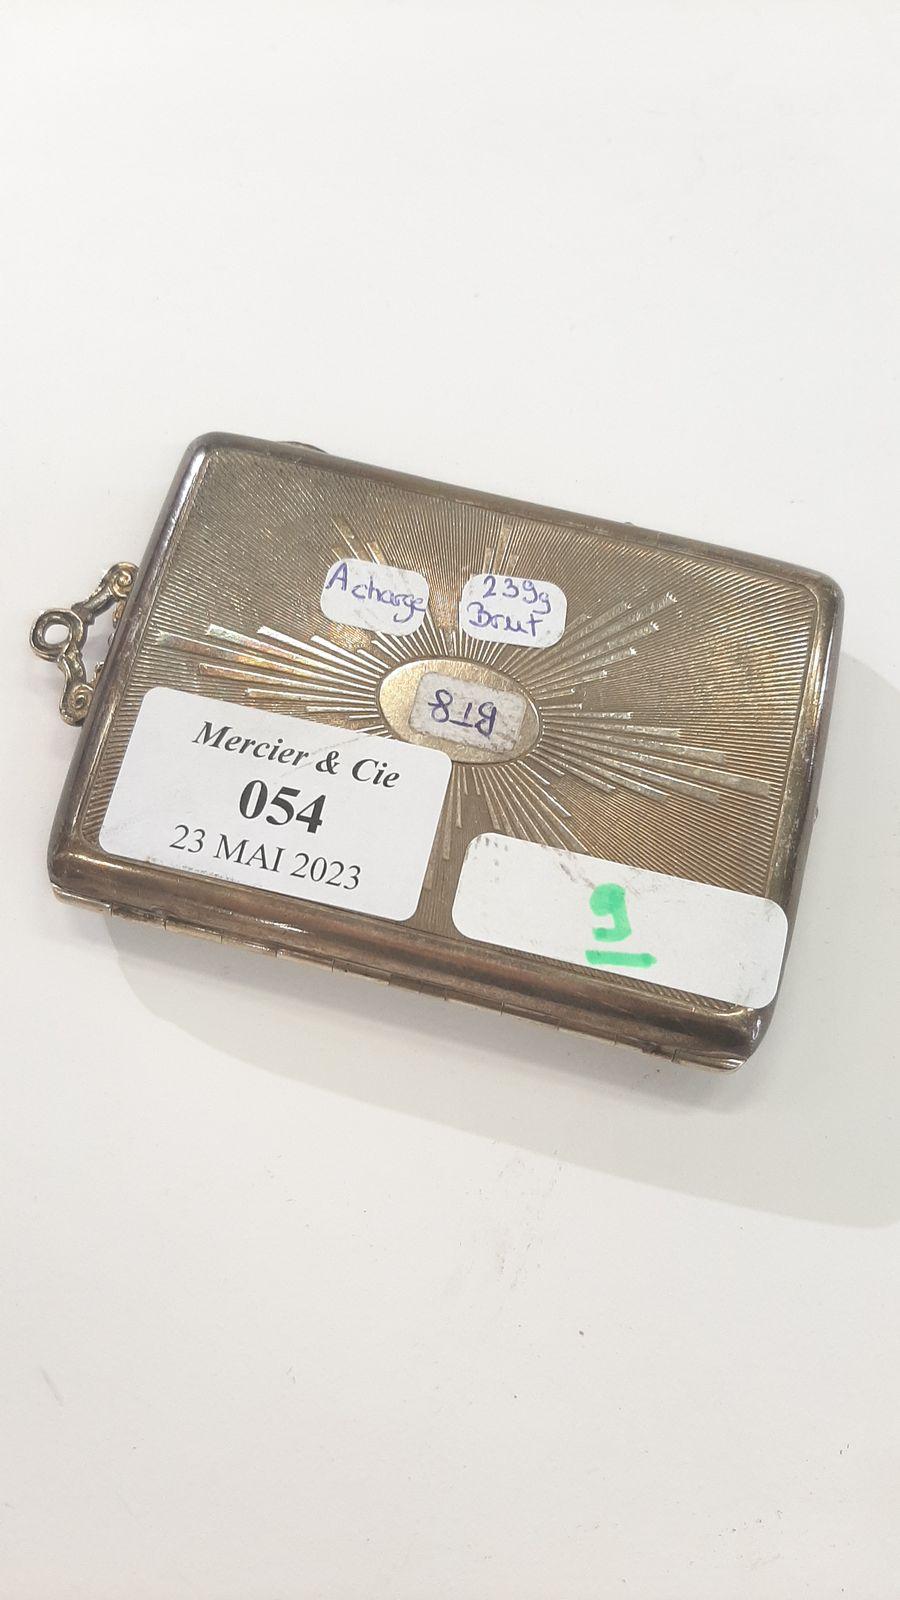 A charge
239g
Brut
BT8
Mercier & Cie
054
23 MAI 2023
9